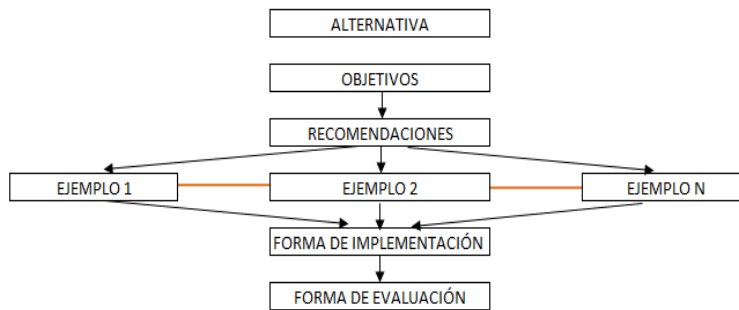 ALTERNATIVA
OBJETIVOS
RECOMENDACIONES
EJEMPLO 1
EJEMPLO 2
EJEMPLO N
FORMA DE IMPLEMENTACIÓN
FORMA DE EVALUACIÓN